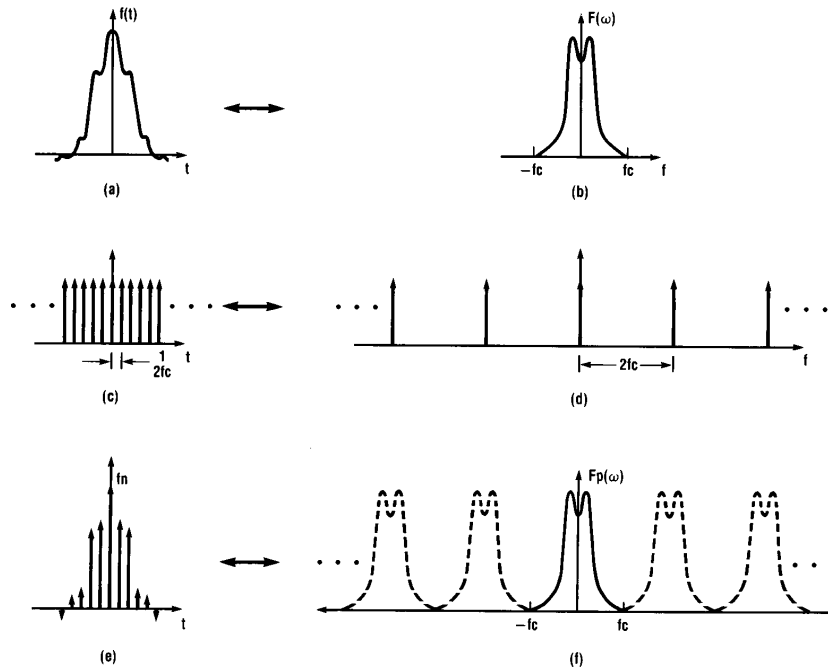 f(t)
F(ω)
t
-fc
fc
f
(a)
(b)
t
1
2fc
2fc
f
(c)
(d)
fn
Fp(ω)
t
-fc
fc
(e)
(f)